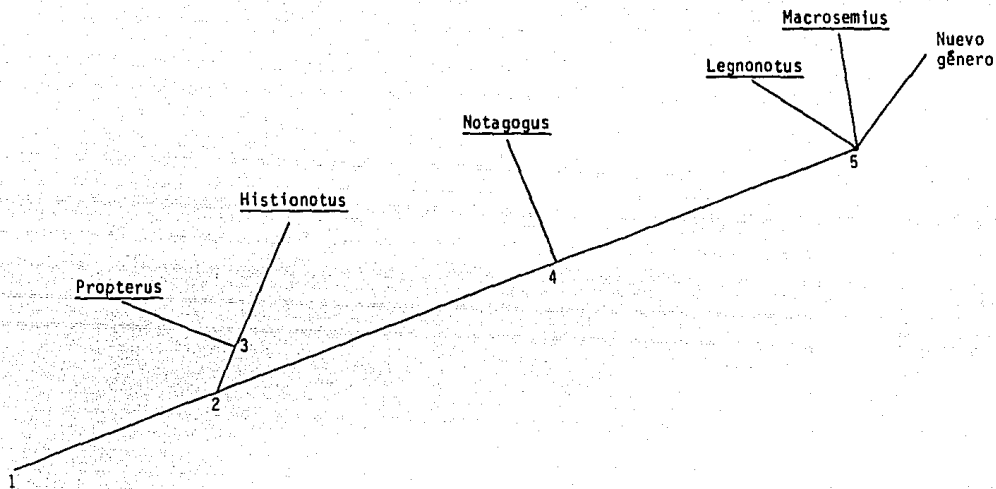 Macrosemius
Nuevo
género
Legnonotus
Notagogus
5
Histionotus
4
Propterus
3
2
1